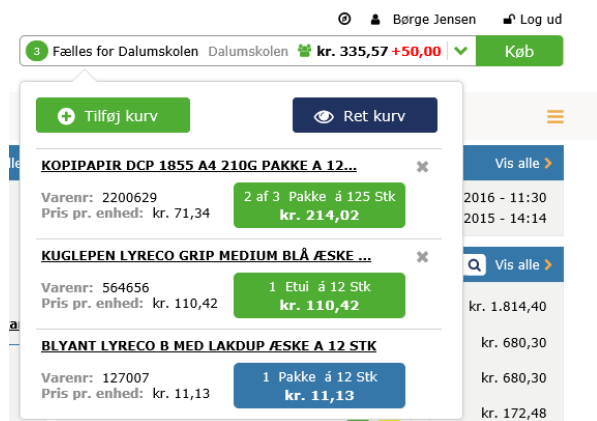 Børge Jensen Log ud
3 Fælles for Dalumskolen Dalumskolen kr. 335,57 +50,00 Køb
Tilføj kurv Ret kurv
KOPIPAPIR DCP 1855 A4 210G PAKKE A 12...
Varenr: 2200629
Pris pr. enhed: kr. 71,34
2 af 3 Pakke á 125 Stk
kr. 214,02
KUGLEPEN LYRECO GRIP MEDIUM BLÅ ÆSKE ...
Varenr: 564656
Pris pr. enhed: kr. 110,42
1 Etui á 12 Stk
kr. 110,42
BLYANT LYRECO B MED LAKDUP ÆSKE A 12 STK
Varenr: 127007
Pris pr. enhed: kr. 11,13
1 Pakke á 12 Stk
kr. 11,13
Vis alle
2016 - 11:30
2015 - 14:14
Vis alle
kr. 1.814,40
kr. 680,30
kr. 680,30
kr. 172,48